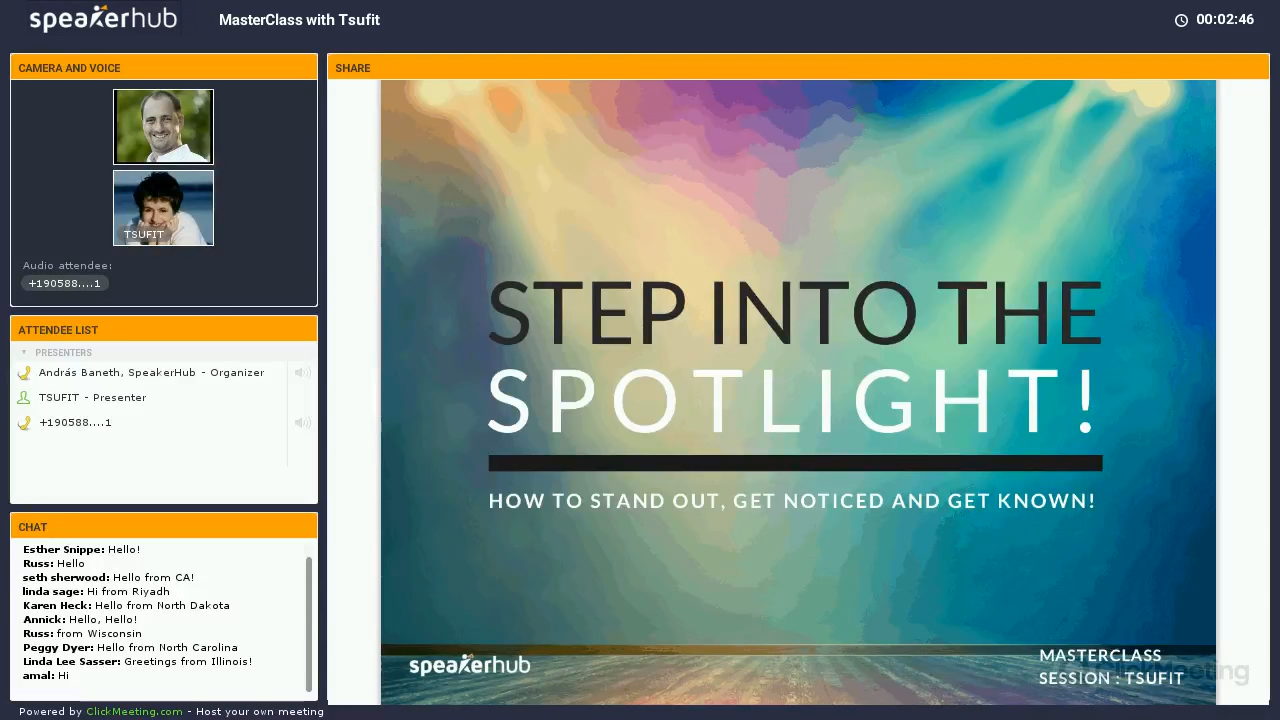 speakerhub
MasterClass with Tsufit
00:02:46
CAMERA AND VOICE
TSUFIT
Audio attendee:
+190588....1
ATTENDEE LIST
PRESENTERS
András Baneth, SpeakerHub - Organizer
TSUFIT - Presenter
+190588....1
CHAT
Esther Snippe: Hello!
Russ: Hello
seth sherwood: Hello from CA!
linda sage: Hi from Riyadh
Karen Heck: Hello from North Dakota
Annick: Hello, Hello!
Russ: from Wisconsin
Peggy Dyer: Hello from North Carolina
Linda Lee Sasser: Greetings from Illinois!
amal: Hi
Powered by ClickMeeting.com - Host your own meeting
SHARE
STEP INTO THE
SPOTLIGHT!
HOW TO STAND OUT, GET NOTICED AND GET KNOWN!
speakerhub
MASTERCLASS
SESSION : TSUFIT
ClickMeeting